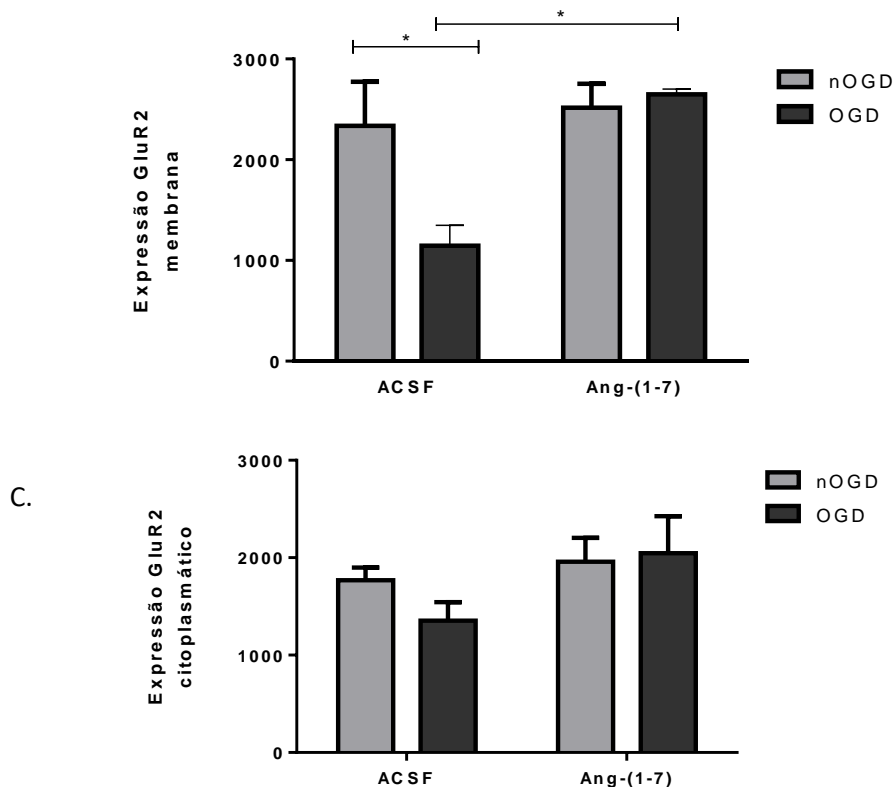 *
*
3000
2000
1000
0
Expressão GluR2
membrana
nOGD
OGD
ACSF
Ang-(1-7)
C.
3000
2000
1000
0
Expressão GluR2
citoplasmático
nOGD
OGD
ACSF
Ang-(1-7)